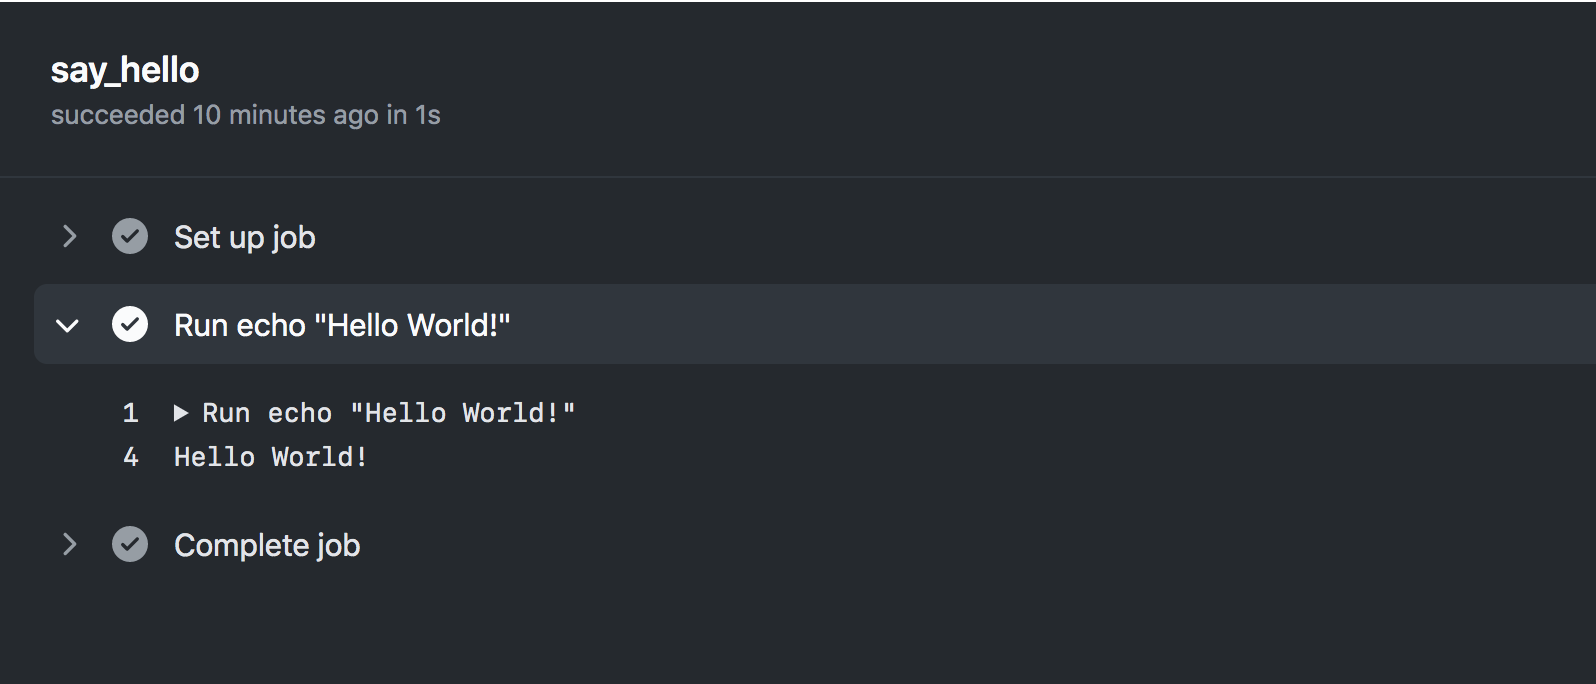 say_hello
succeeded 10 minutes ago in 1s
Set up job
Run echo "Hello World!"
1 Run echo "Hello World!"
4 Hello World!
Complete job